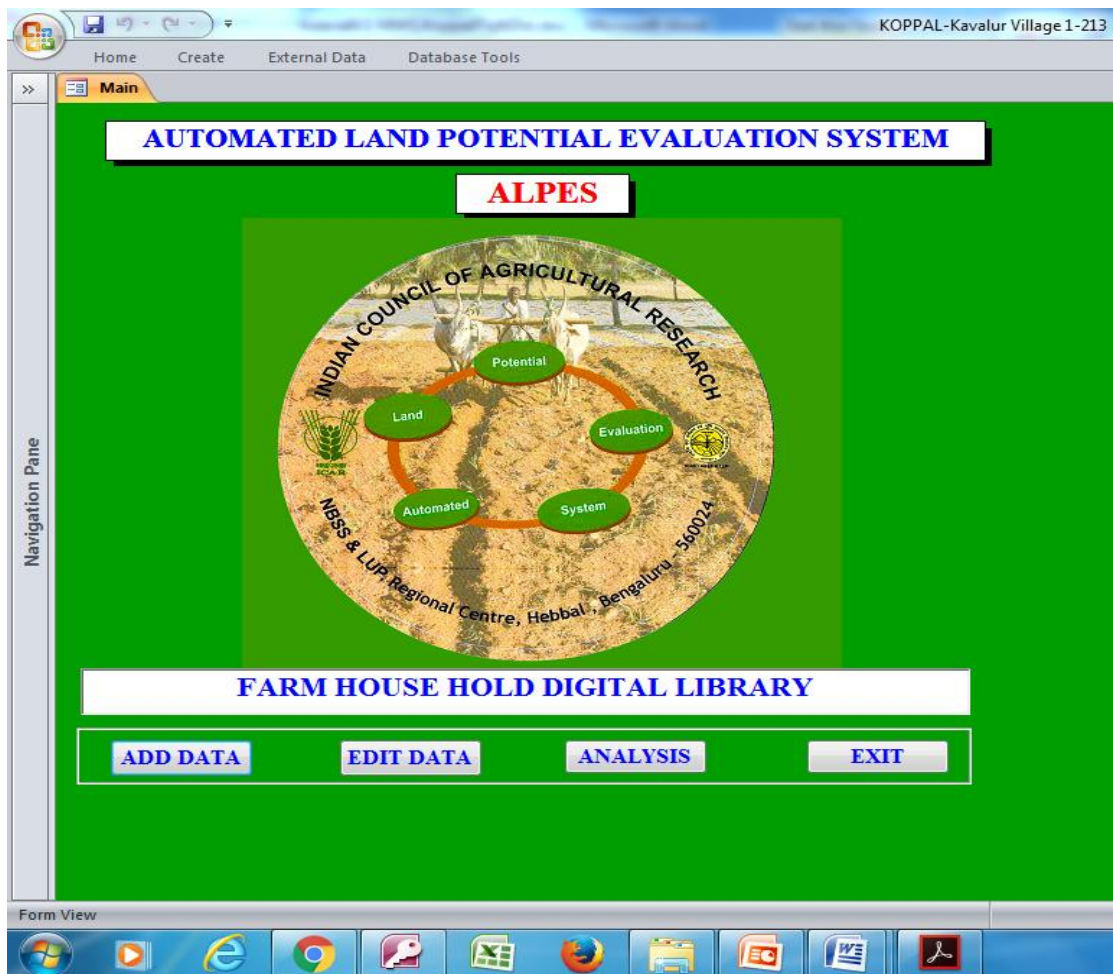 KOPPAL-Kavalur Village 1-213
Home Create External Data Database Tools
Main
AUTOMATED LAND POTENTIAL EVALUATION SYSTEM
ALPES
INDIAN COUNCIL OF AGRICULTURAL RESEARCH
Potential
Land
Evaluation
ICAR
Automated
System
NBSS & LUP, Regional Centre, Hebbal , Bengaluru - 560024
Navigation Pane
FARM HOUSE HOLD DIGITAL LIBRARY
ADD DATA EDIT DATA ANALYSIS EXIT
Form View